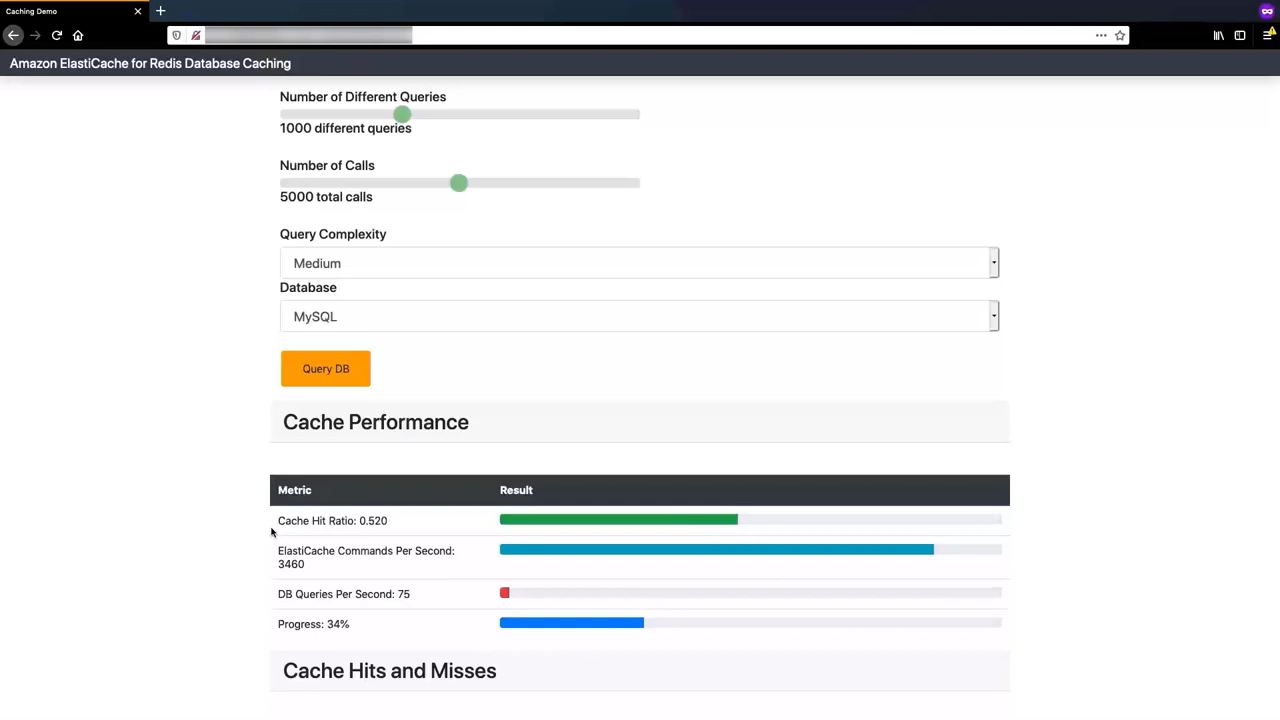 Caching Demo
Amazon ElastiCache for Redis Database Caching
Number of Different Queries
1000 different queries
Number of Calls
5000 total calls
Query Complexity
Medium
Database
MySQL
Query DB
Cache Performance
Metric Result
Cache Hit Ratio: 0.520
ElastiCache Commands Per Second:
3460
DB Queries Per Second: 75
Progress: 34%
Cache Hits and Misses